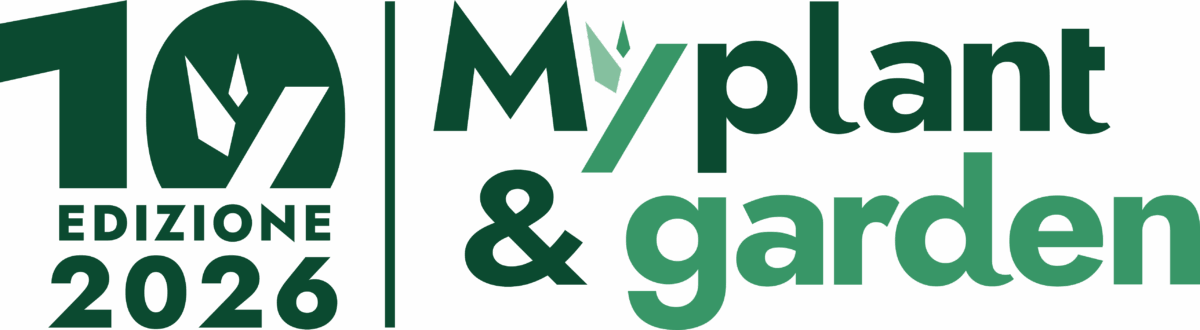 10
EDIZIONE
2026
Myplant
& garden